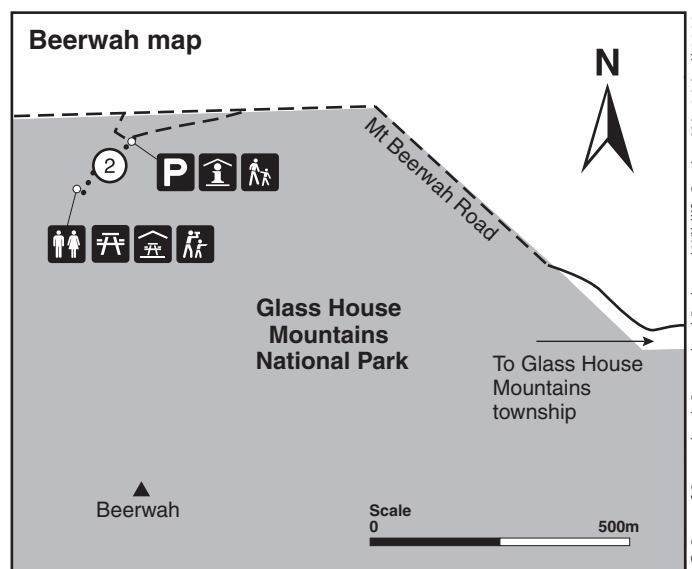 Beerwah map
N
Mt Beerwah Road
2
P
i
Glass House
Mountains
National Park
To Glass House
Mountains
township
Beerwah
Scale
0 500m